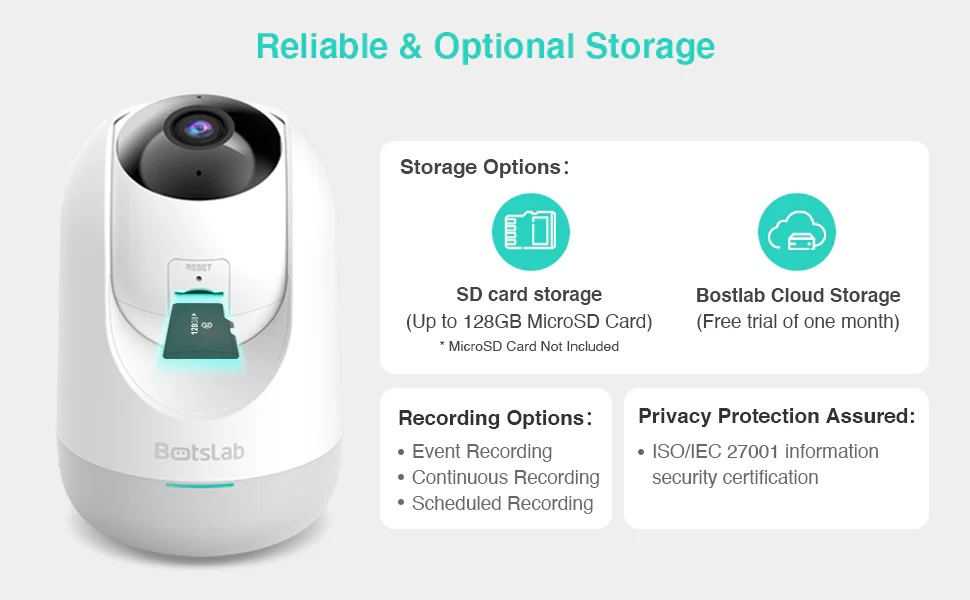 Reliable & Optional Storage
RESET
128GB
BotsLab
Storage Options:
SD card storage
(Up to 128GB MicroSD Card)
* MicroSD Card Not Included
Bostlab Cloud Storage
(Free trial of one month)
Recording Options:
• Event Recording
• Continuous Recording
• Scheduled Recording
Privacy Protection Assured:
• ISO/IEC 27001 information
security certification